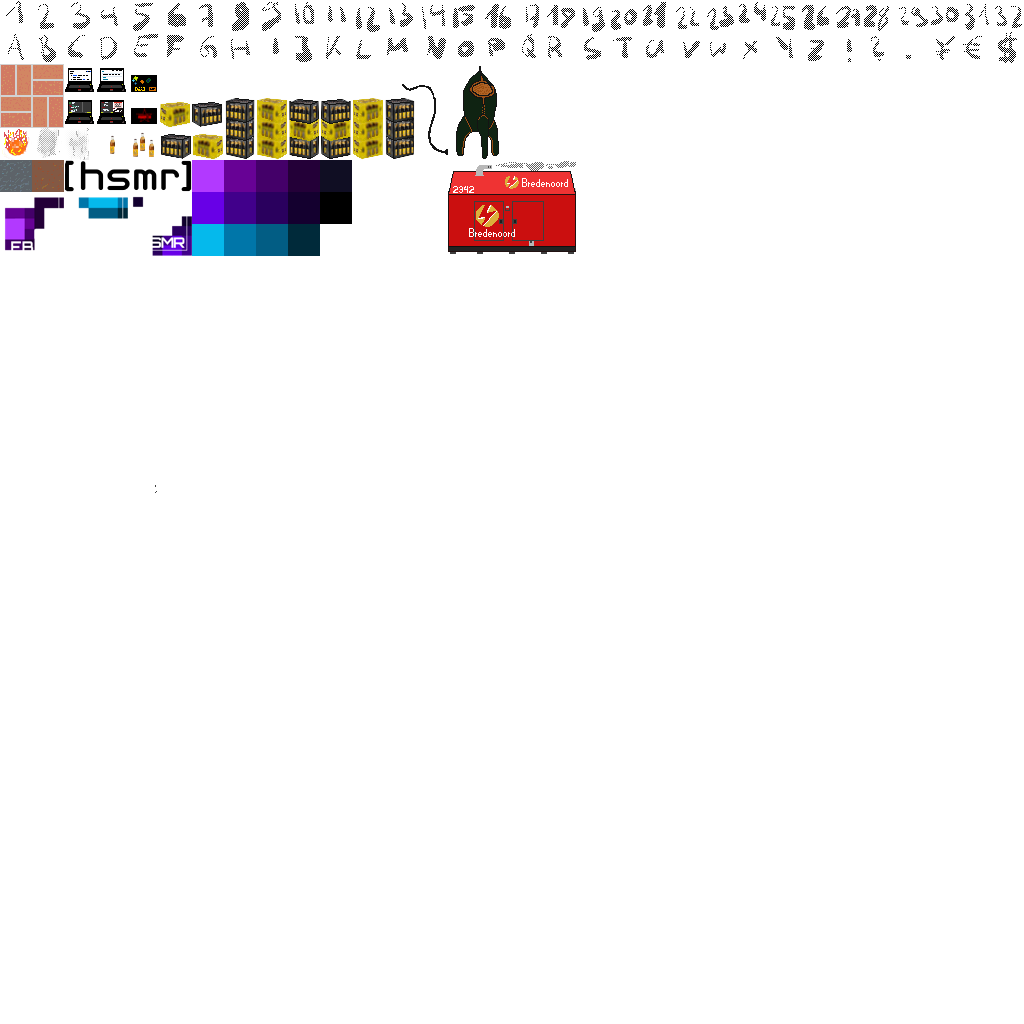 1 2 3 4 5 6 7 8 9 10 11 12 13 14 15 16 17 18 19 20 21 22 23 24 25 26 27 28 29 30 31 32
A B C D E F G H I J K L M N O P Q R S T U V W X Y Z ! ? . ¥ € $
[hsmr]
2942 Bredenoord
SMR
Bredenoord